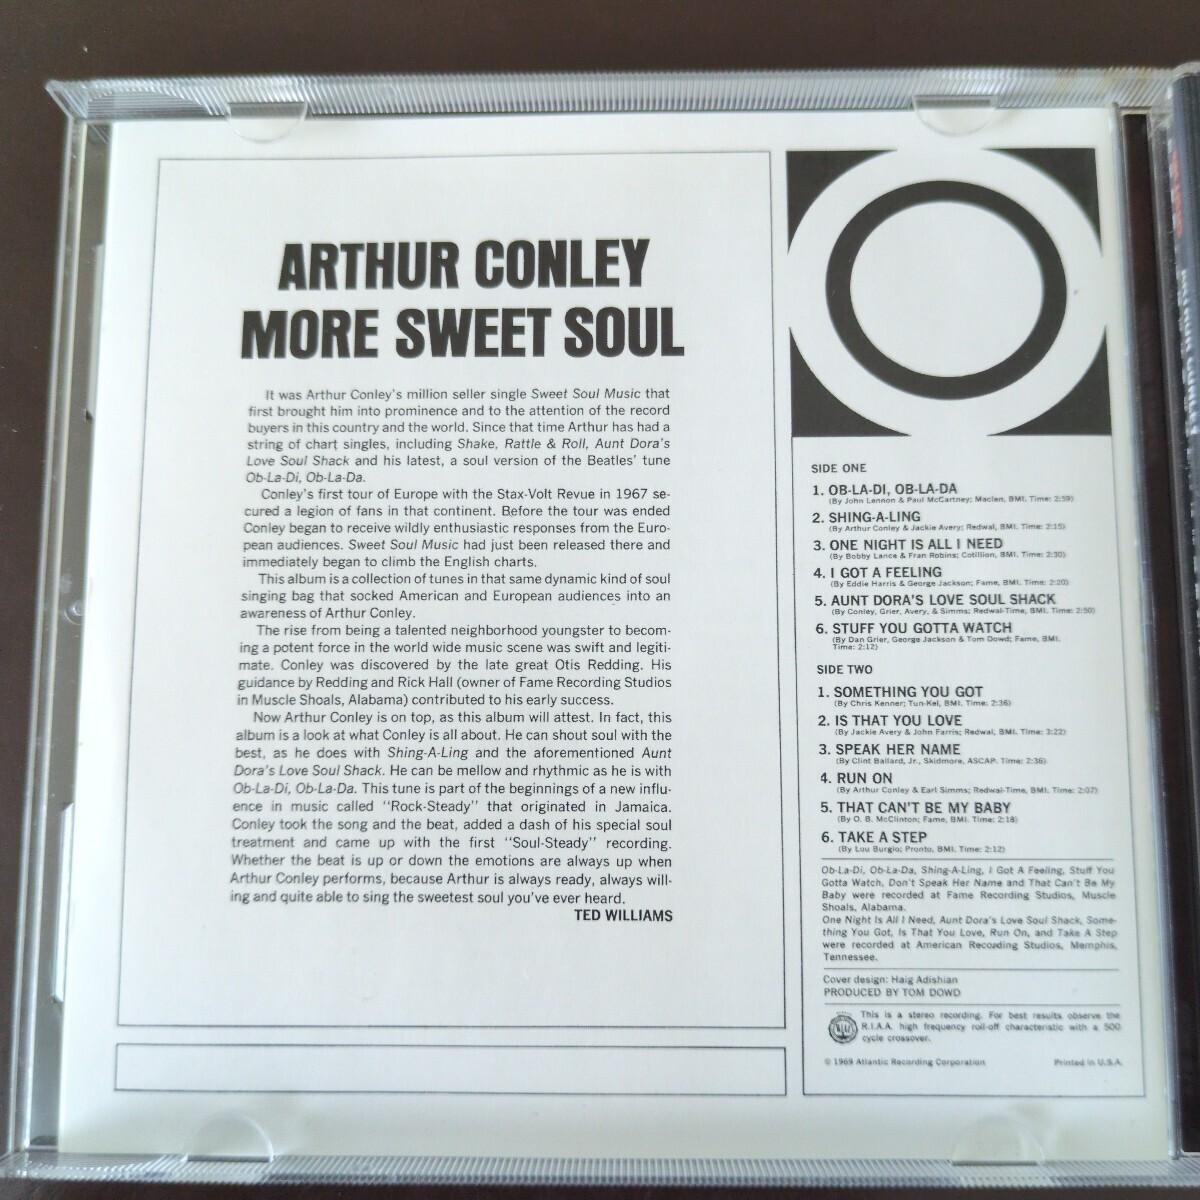 ARTHUR CONLEY
MORE SWEET SOUL
It was Arthur Conley's million seller single Sweet Soul Music that
first brought him into prominence and to the attention of the record
buyers in this country and the world. Since that time Arthur has had a
string of chart singles, including Shake, Rattle & Roll, Aunt Dora's
Love Soul Shack and his latest, a soul version of the Beatles' tune
Ob-La-Di, Ob-La-Da.
Conley's first tour of Europe with the Stax-Volt Revue in 1967 se-
cured a legion of fans in that continent. Before the tour was ended
Conley began to receive wildly enthusiastic responses from the Euro-
pean audiences. Sweet Soul Music had just been released there and
immediately began to climb the English charts.
This album is a collection of tunes in that same dynamic kind of soul
singing bag that socked American and European audiences into an
awareness of Arthur Conley.
The rise from being a talented neighborhood youngster to becom-
ing a potent force in the world wide music scene was swift and legiti-
mate. Conley was discovered by the late great Otis Redding. His
guidance by Redding and Rick Hall (owner of Fame Recording Studios
in Muscle Shoals, Alabama) contributed to his early success.
Now Arthur Conley is on top, as this album will attest. In fact, this
album is a look at what Conley is all about. He can shout soul with the
best, as he does with Shing-A-Ling and the aforementioned Aunt
Dora's Love Soul Shack. He can be mellow and rhythmic as he is with
Ob-La-Di, Ob-La-Da. This tune is part of the beginnings of a new influ-
ence in music called "Rock-Steady" that originated in Jamaica.
Conley took the song and the beat, added a dash of his special soul
treatment and came up with the first "Soul-Steady" recording.
Whether the beat is up or down the emotions are always up when
Arthur Conley performs, because Arthur is always ready, always will-
ing and quite able to sing the sweetest soul you've ever heard.
TED WILLIAMS
SIDE ONE
1. OB-LA-DI, OB-LA-DA
(By John Lennon & Paul McCartney; Maclen, BMI. Time: 2:59)
2. SHING-A-LING
(By Arthur Conley & Jackie Avery; Redwal, BMI. Time: 2:15)
3. ONE NIGHT IS ALL I NEED
(By Bobby Lance & Fran Robins; Cotillion, BMI. Time: 2:30)
4. I GOT A FEELING
(By Eddie Harris & George Jackson; Fame, BMI. Time: 2:20)
5. AUNT DORA'S LOVE SOUL SHACK
(By Conley, Grier, Avery, & Simms; Redwal-Time, BMI. Time: 2:50)
6. STUFF YOU GOTTA WATCH
(By Dan Grier, George Jackson & Tom Dowd; Fame, BMI.
Time: 2:12)
SIDE TWO
1. SOMETHING YOU GOT
(By Chris Kenner; Tun-Kel, BMI. Time: 2:36)
2. IS THAT YOU LOVE
(By Jackie Avery & John Farris; Redwal, BMI. Time: 3:22)
3. SPEAK HER NAME
(By Clint Ballard, Jr., Skidmore, ASCAP. Time: 2:36)
4. RUN ON
(By Arthur Conley & Earl Simms; Redwal-Time, BMI. Time: 2:07)
5. THAT CAN'T BE MY BABY
(By O. B. McClinton; Fame, BMI. Time: 2:18)
6. TAKE A STEP
(By Luu Burgio; Pronto, BMI. Time: 2:12)
Ob-La-Di, Ob-La-Da, Shing-A-Ling, I Got A Feeling, Stuff You
Gotta Watch, Don't Speak Her Name and That Can't Be My
Baby were recorded at Fame Recording Studios, Muscle
Shoals, Alabama.
One Night Is All I Need, Aunt Dora's Love Soul Shack, Some-
thing You Got, Is That You Love, Run On, and Take A Step
were recorded at American Recording Studios, Memphis,
Tennessee.
Cover design: Haig Adishian
PRODUCED BY TOM DOWD
This is a stereo recording. For best results observe the
R.I.A.A. high frequency roll-off characteristic with a 500
cycle crossover.
© 1969 Atlantic Recording Corporation
Printed in U.S.A.